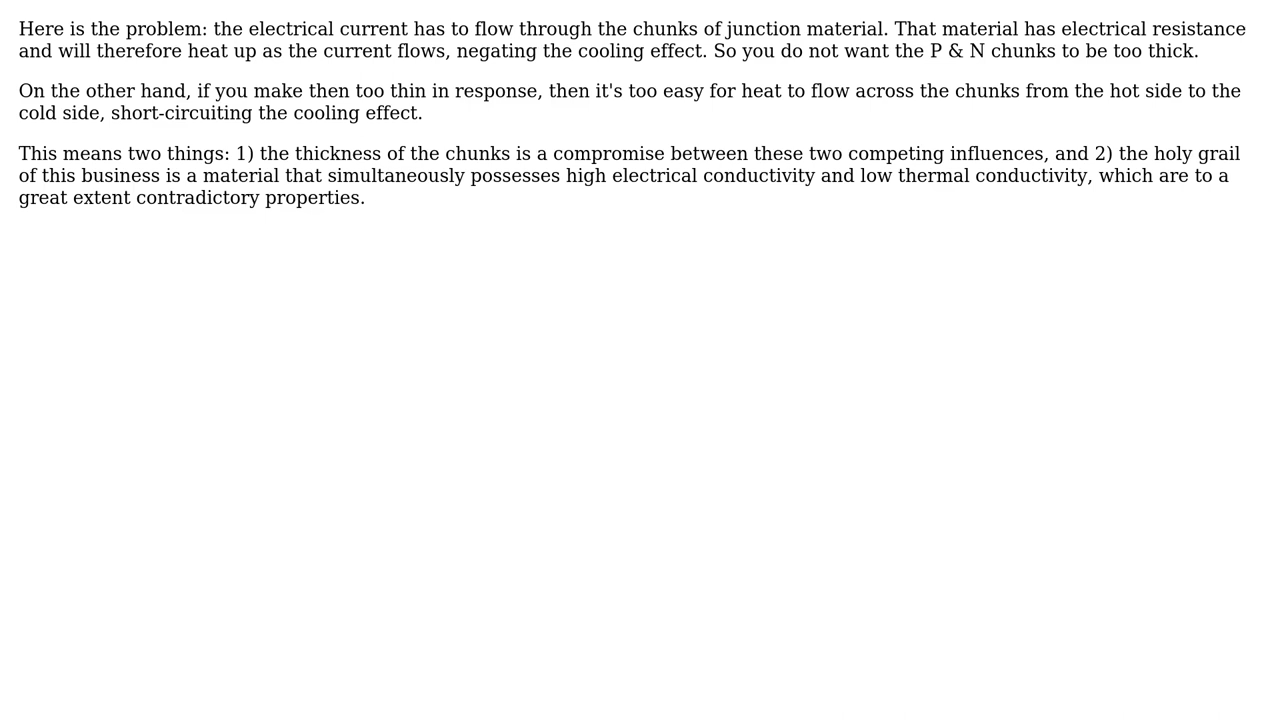 Here is the problem: the electrical current has to flow through the chunks of junction material. That material has electrical resistance
and will therefore heat up as the current flows, negating the cooling effect. So you do not want the P & N chunks to be too thick.
On the other hand, if you make then too thin in response, then it's too easy for heat to flow across the chunks from the hot side to the
cold side, short-circuiting the cooling effect.
This means two things: 1) the thickness of the chunks is a compromise between these two competing influences, and 2) the holy grail
of this business is a material that simultaneously possesses high electrical conductivity and low thermal conductivity, which are to a
great extent contradictory properties.